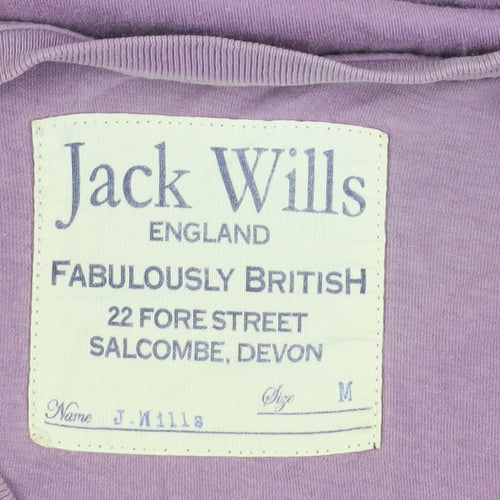 Jack Wills
ENGLAND
FABULOUSLY BRITISH
22 FORE STREET
SALCOMBE, DEVON
Name J.Wills Size M